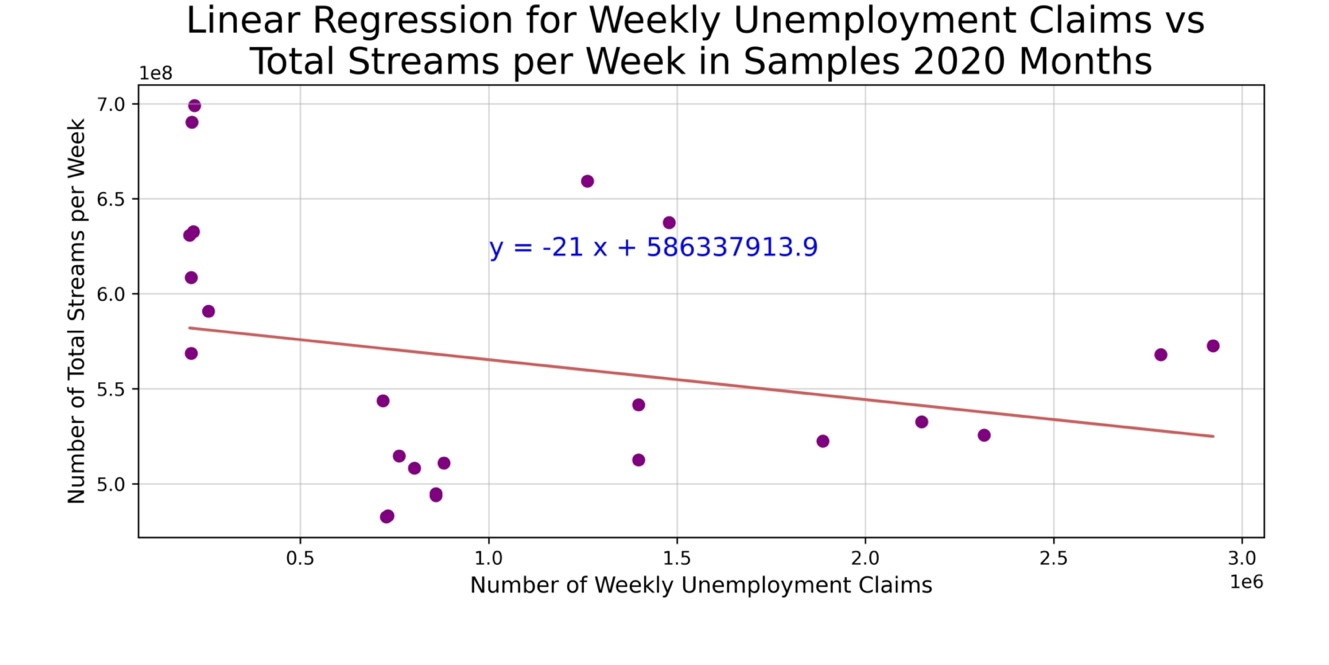 Linear Regression for Weekly Unemployment Claims vs
Total Streams per Week in Samples 2020 Months
1e8
7.0
6.5
6.0
5.5
5.0
Number of Total Streams per Week
y = -21 x + 586337913.9
0.5
1.0
1.5
2.0
2.5
3.0
1e6
Number of Weekly Unemployment Claims